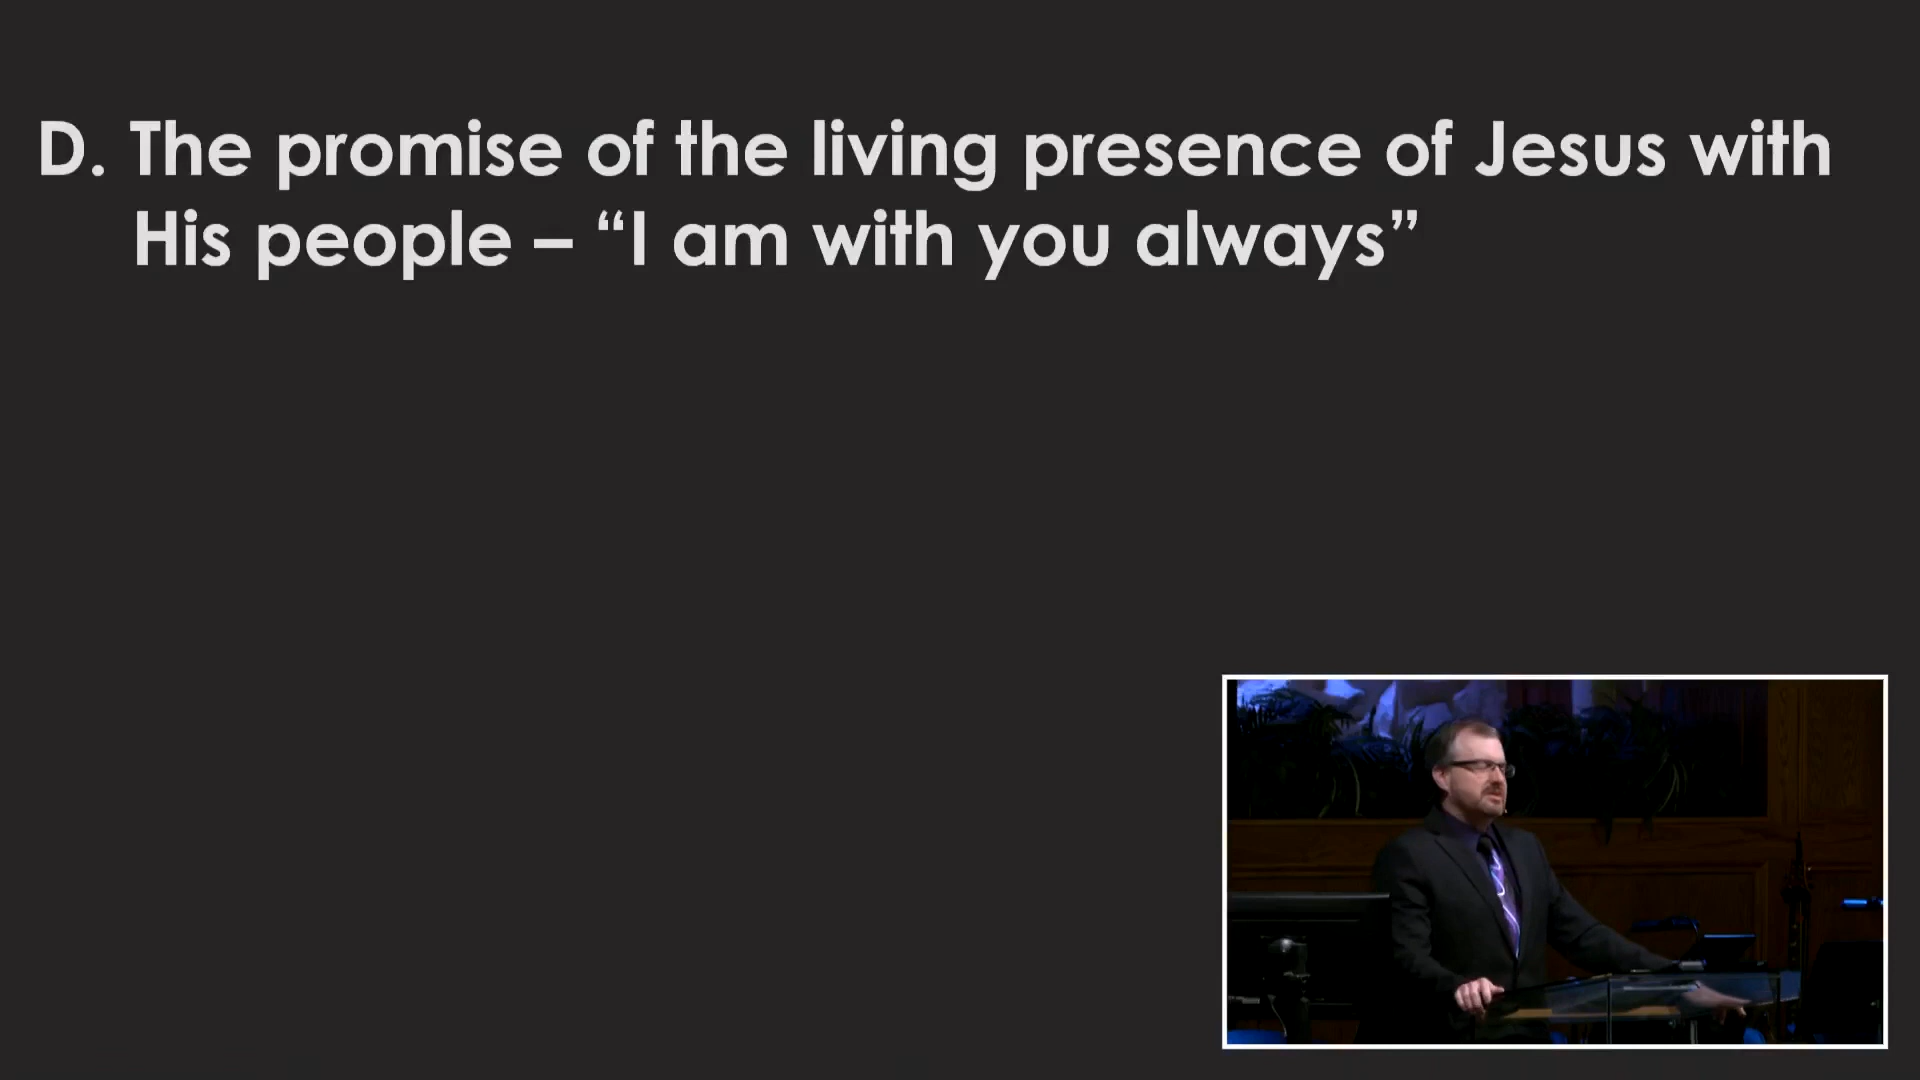 D. The promise of the living presence of Jesus with
His people – “I am with you always”